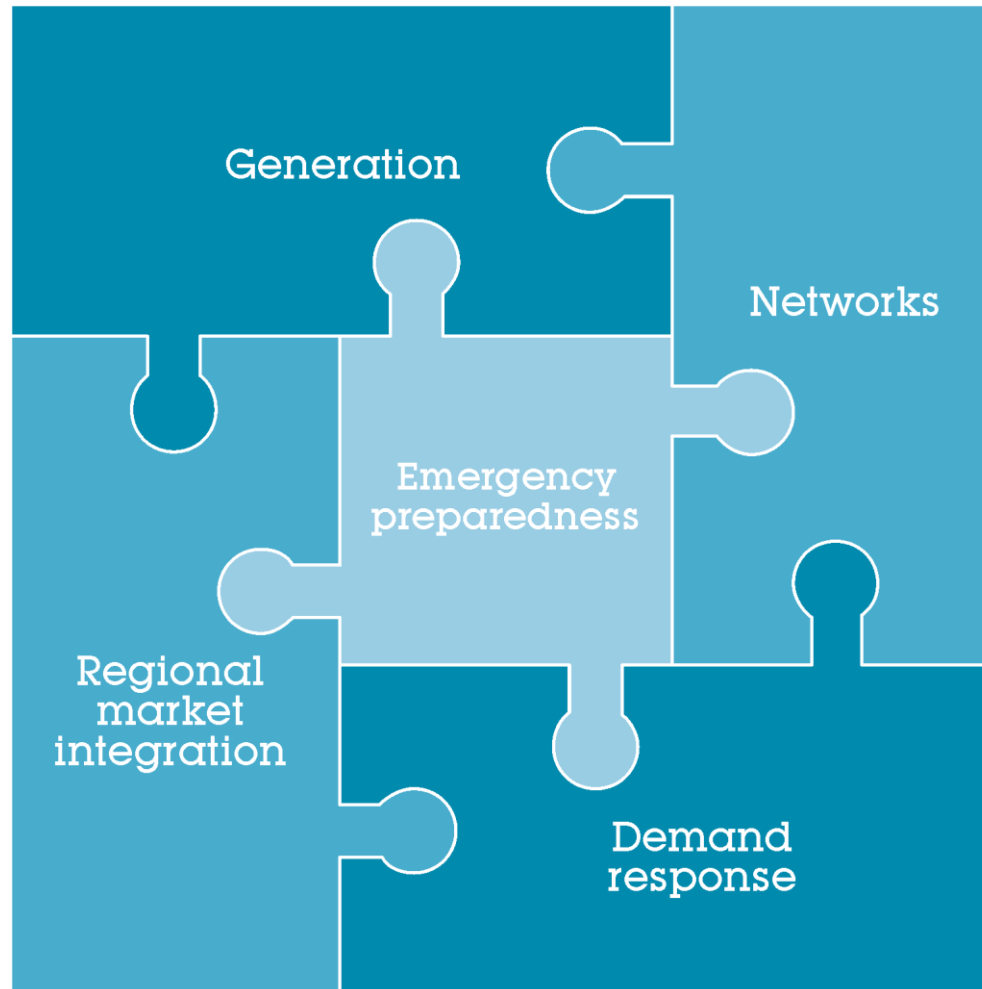 Generation
Networks
Emergency
preparedness
Regional
market
integration
Demand
response